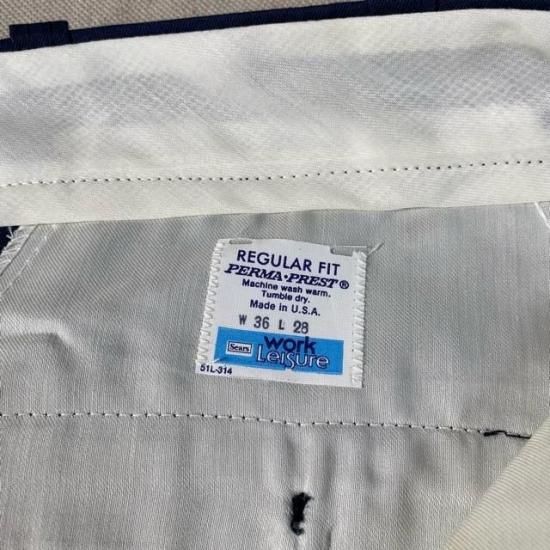 REGULAR FIT
PERMA•PREST®
Machine wash warm.
Tumble dry.
Made in U.S.A.
W 36 L 28
Sears work
Leisure
51L-314